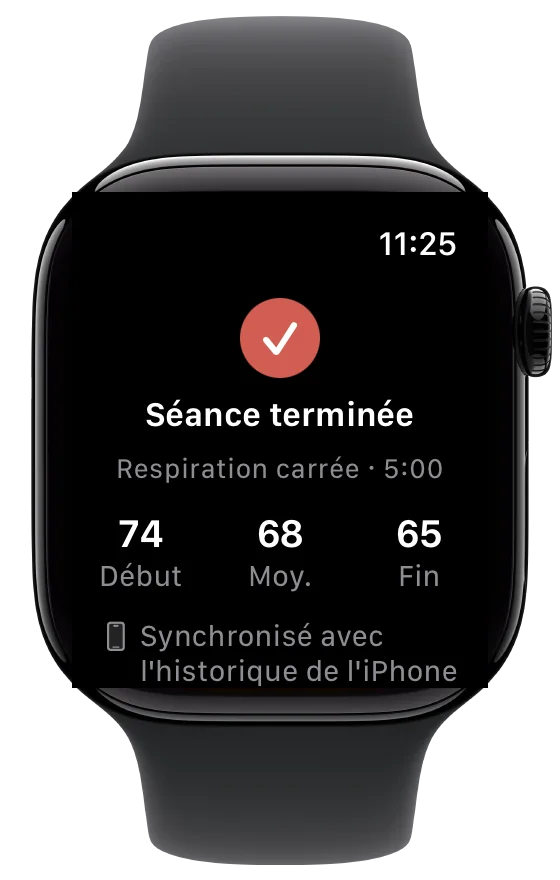 11:25
Séance terminée
Respiration carrée · 5:00
74 68 65
Début Moy. Fin
Synchronisé avec
l'historique de l'iPhone